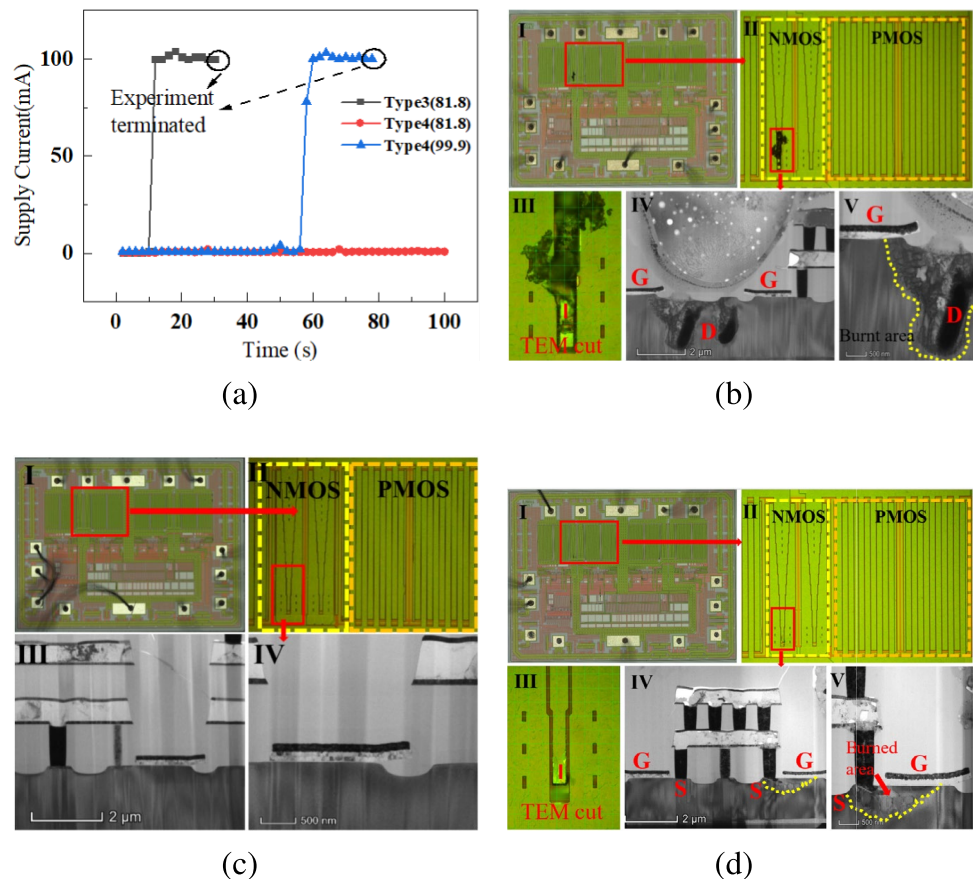 (a)
Supply Current(mA)
100
50
0
Experiment
terminated
Type3(81.8)
Type4(81.8)
Type4(99.9)
0 20 40 60 80 100
Time (s)
(b)
I
II
NMOS PMOS
III
TEM cut
IV
G G
D
2 μm
V
G
D
Burnt area
500 nm
(a) (b)
I
II
NMOS PMOS
III
2 μm
IV
500 nm
I
II
NMOS PMOS
III
TEM cut
IV
G G
S S
2 μm
V
Burned
area
G
S
500 nm
(c) (d)